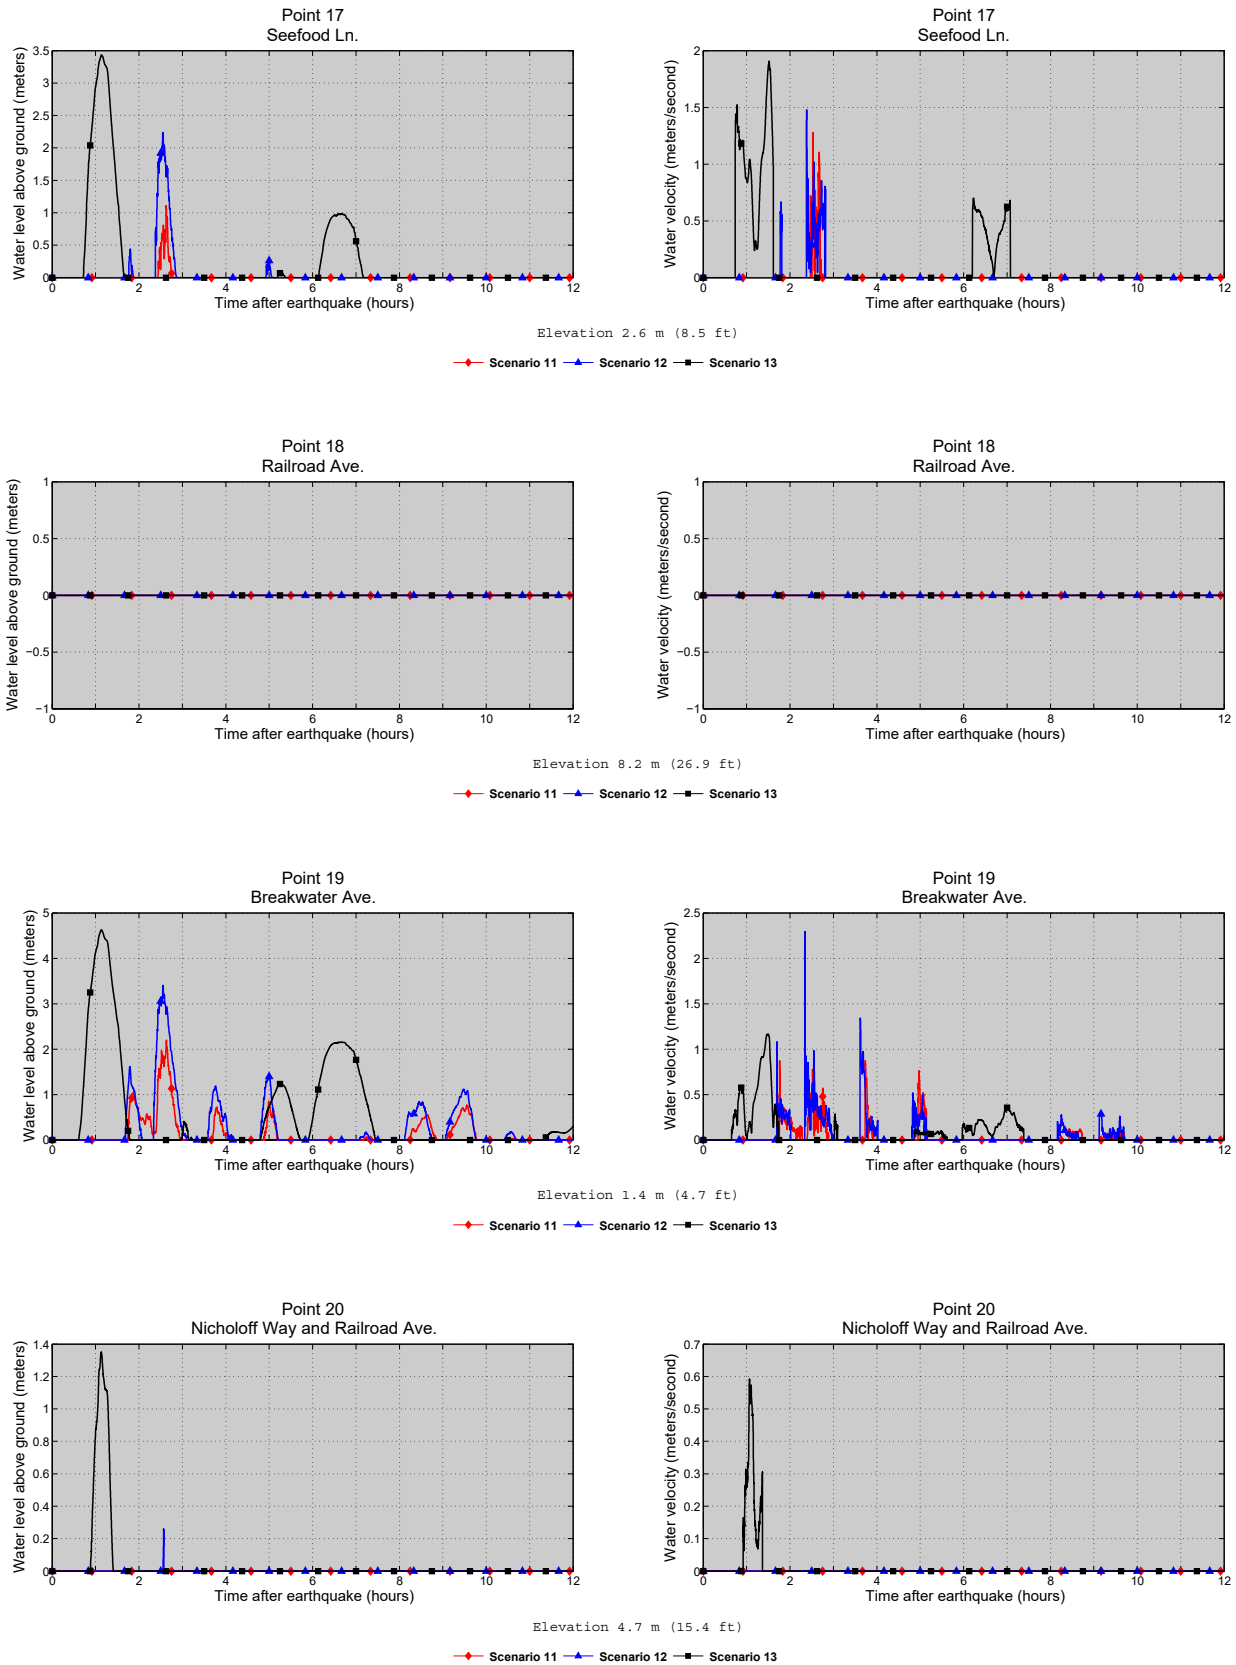 Point 17
Seefood Ln.
Water level above ground (meters)
3.5
3
2.5
2
1.5
1
0.5
0
0 2 4 6 8 10 12
Time after earthquake (hours)
Point 17
Seefood Ln.
Water velocity (meters/second)
2
1.5
1
0.5
0
0 2 4 6 8 10 12
Time after earthquake (hours)
Elevation 2.6 m (8.5 ft)
Scenario 11 Scenario 12 Scenario 13
Point 18
Railroad Ave.
Water level above ground (meters)
1
0.5
0
−0.5
−1
0 2 4 6 8 10 12
Time after earthquake (hours)
Point 18
Railroad Ave.
Water velocity (meters/second)
1
0.5
0
−0.5
−1
0 2 4 6 8 10 12
Time after earthquake (hours)
Elevation 8.2 m (26.9 ft)
Scenario 11 Scenario 12 Scenario 13
Point 19
Breakwater Ave.
Water level above ground (meters)
5
4
3
2
1
0
0 2 4 6 8 10 12
Time after earthquake (hours)
Point 19
Breakwater Ave.
Water velocity (meters/second)
2.5
2
1.5
1
0.5
0
0 2 4 6 8 10 12
Time after earthquake (hours)
Elevation 1.4 m (4.7 ft)
Scenario 11 Scenario 12 Scenario 13
Point 20
Nicholoff Way and Railroad Ave.
Water level above ground (meters)
1.4
1.2
1
0.8
0.6
0.4
0.2
0
0 2 4 6 8 10 12
Time after earthquake (hours)
Point 20
Nicholoff Way and Railroad Ave.
Water velocity (meters/second)
0.7
0.6
0.5
0.4
0.3
0.2
0.1
0
0 2 4 6 8 10 12
Time after earthquake (hours)
Elevation 4.7 m (15.4 ft)
Scenario 11 Scenario 12 Scenario 13